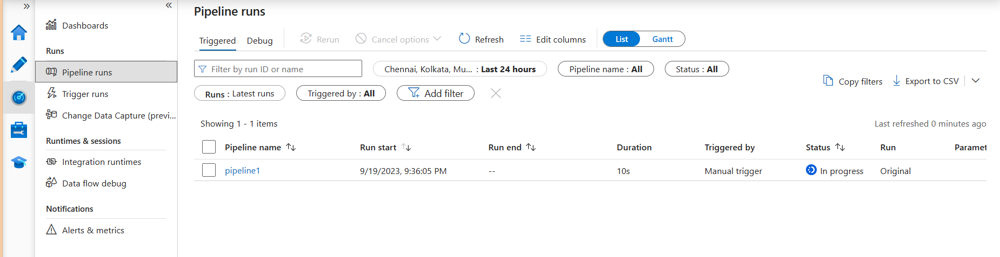 Dashboards
Runs
Pipeline runs
Trigger runs
Change Data Capture (previ...
Runtimes & sessions
Integration runtimes
Data flow debug
Notifications
Alerts & metrics
Pipeline runs
Triggered Debug Rerun Cancel options Refresh Edit columns List Gantt
Filter by run ID or name Chennai, Kolkata, Mu... : Last 24 hours Pipeline name : All Status : All
Copy filters Export to CSV
Runs : Latest runs Triggered by : All Add filter
Showing 1 - 1 items Last refreshed 0 minutes ago
Pipeline name Run start Run end Duration Triggered by Status Run Paramet
pipeline1 9/19/2023, 9:36:05 PM -- 10s Manual trigger In progress Original